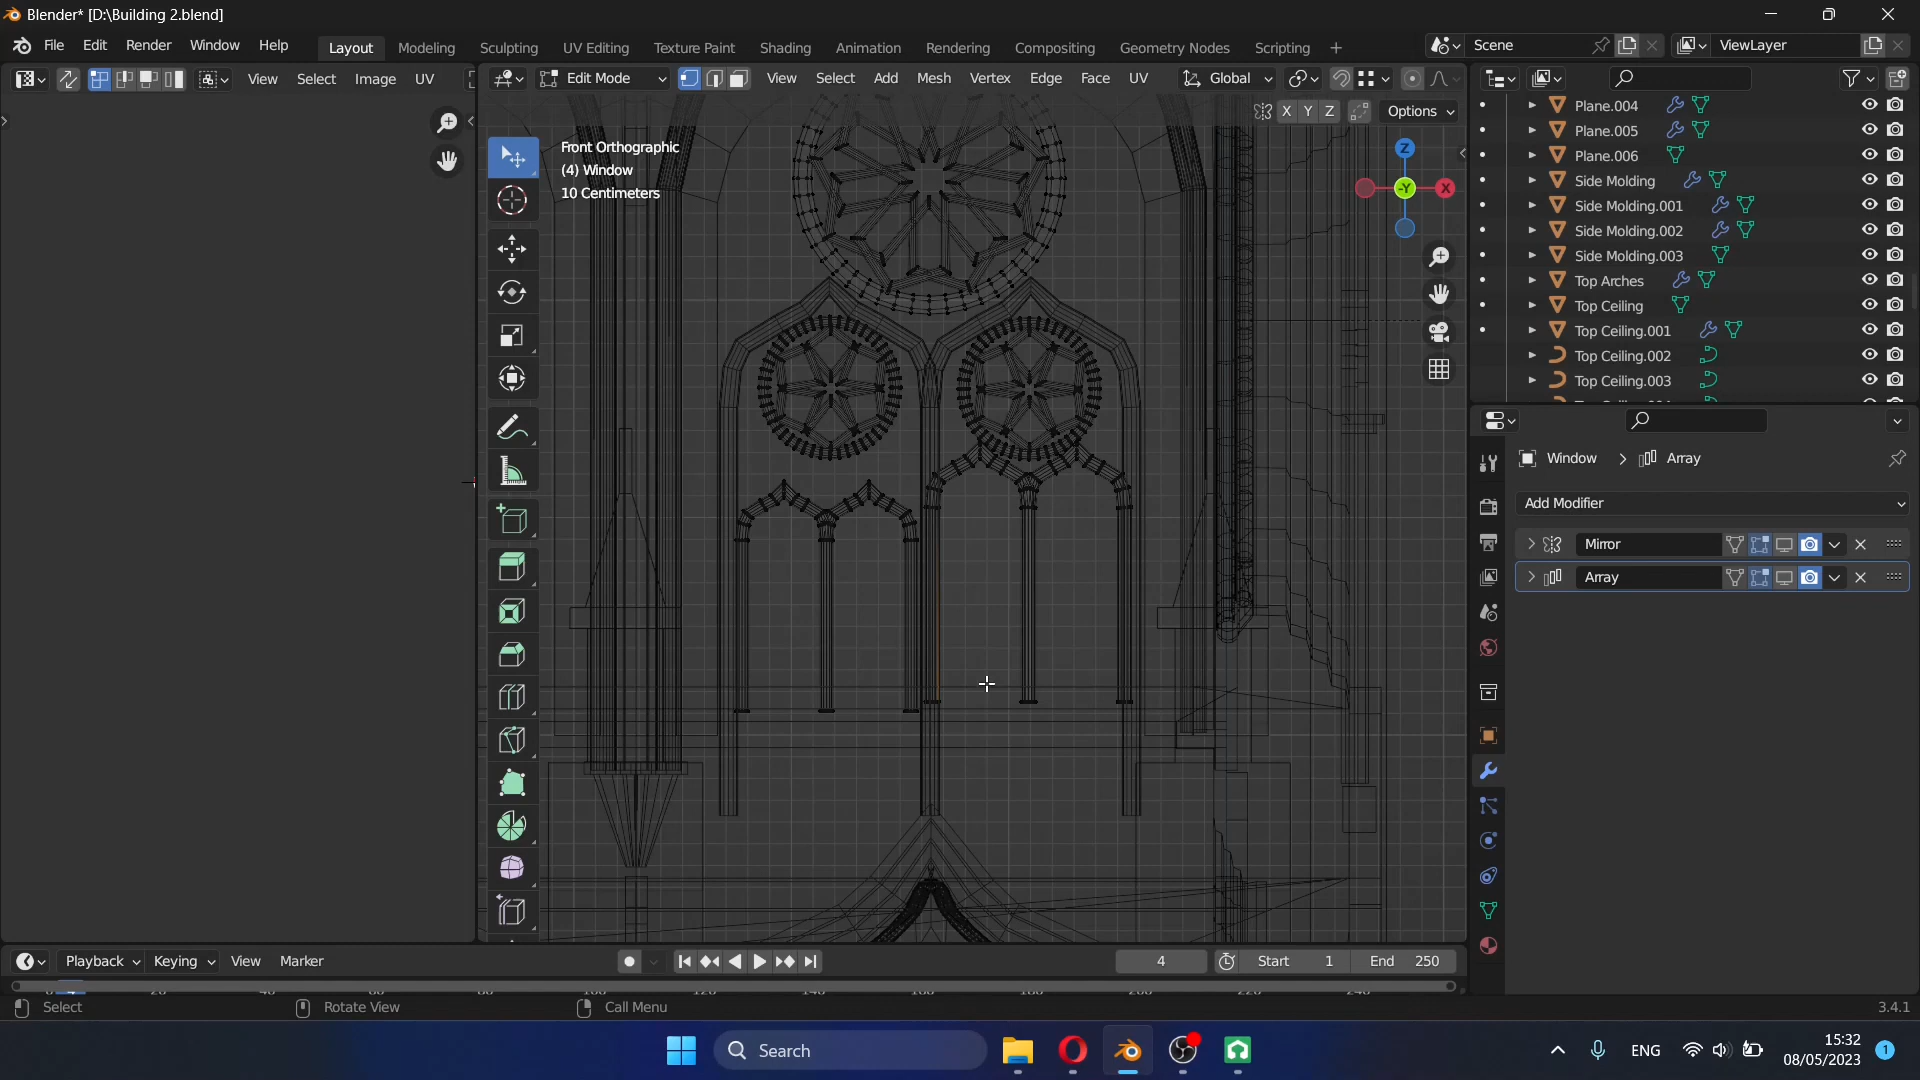 Blender* [D:\Building 2.blend]
File Edit Render Window Help
Layout Modeling Sculpting UV Editing Texture Paint Shading Animation Rendering Compositing Geometry Nodes Scripting +
Scene
ViewLayer
View Select Image UV
Edit Mode View Select Add Mesh Vertex Edge Face UV
Global
X Y Z Options
Front Orthographic
(4) Window
10 Centimeters
Z
-Y
X
Plane.004
Plane.005
Plane.006
Side Molding
Side Molding.001
Side Molding.002
Side Molding.003
Top Arches
Top Ceiling
Top Ceiling.001
Top Ceiling.002
Top Ceiling.003
Window > Array
Add Modifier
Mirror
Array
Playback Keying View Marker
4 Start 1 End 250
Select Rotate View Call Menu
3.4.1
Search
ENG
15:32
08/05/2023
1